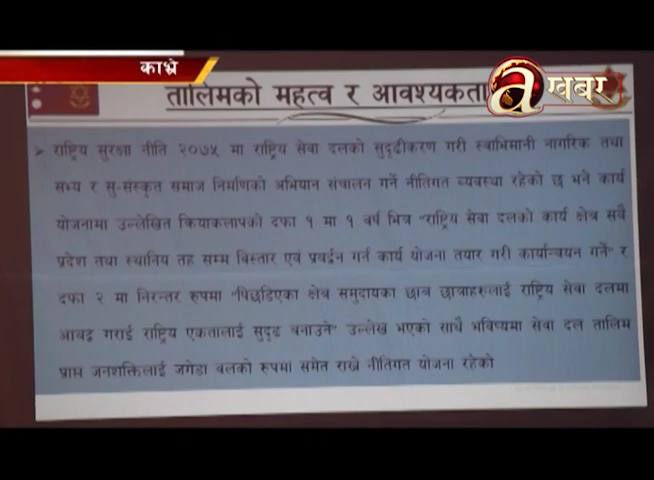 काभ्रे
a खबर
तालिमको महत्व र आवश्यकता
➤ राष्ट्रिय सुरक्षा नीति २०७५ मा राष्ट्रिय सेवा दलको सुदृढीकरण गरी स्वाभिमानी नागरिक तथा
सभ्य र सु-संस्कृत समाज निर्माणको अभियान संचालन गर्ने नीतिगत व्यवस्था रहेको छ भने कार्य
योजनामा उल्लेखित क्रियाकलापको दफा १ मा १ बर्ष भित्र "राष्ट्रिय सेवा दलको कार्य क्षेत्र सबै
प्रदेश तथा स्थानिय तह सम्म विस्तार एवं प्रवर्द्धन गर्न कार्य योजना तयार गरी कार्यान्वयन गर्ने" र
दफा २ मा निरन्तर रुपमा "पिछडिएका क्षेत्र समुदायका छात्र छात्राहरुलाई राष्ट्रिय सेवा दलमा
आवद्ध गराई राष्ट्रिय एकतालाई सुदृढ बनाउने" उल्लेख भएको साथै भविष्यमा सेवा दल तालिम
प्राप्त जनशक्तिलाई जगेडा बलको रुपमा समेत राख्ने नीतिगत योजना रहेको